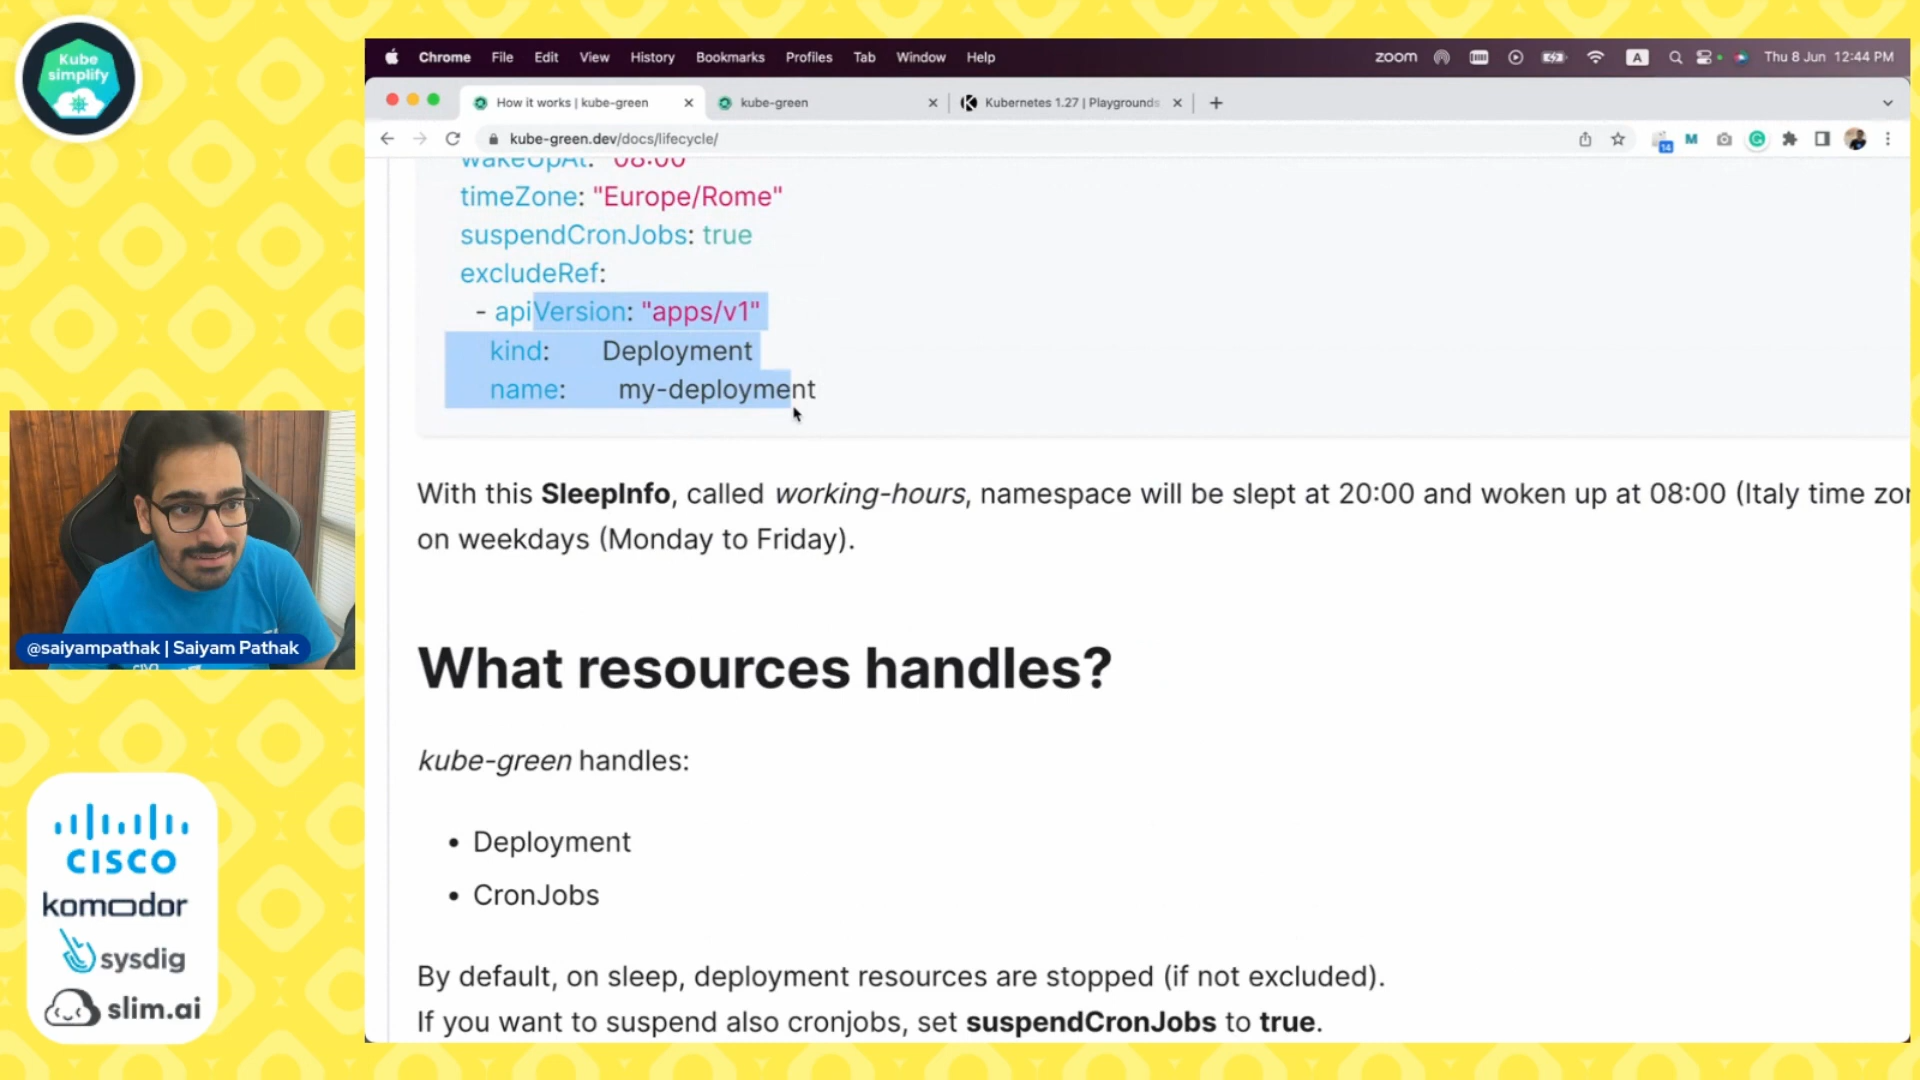 Kube
simplify
Chrome File Edit View History Bookmarks Profiles Tab Window Help
zoom
A
Thu 8 Jun 12:44 PM
How it works | kube-green
kube-green
Kubernetes 1.27 | Playgrounds
kube-green.dev/docs/lifecycle/
14
M
wakeUpAt: "08:00"
timeZone: "Europe/Rome"
suspendCronJobs: true
excludeRef:
- apiVersion: "apps/v1"
kind: Deployment
name: my-deployment
With this SleepInfo, called working-hours, namespace will be slept at 20:00 and woken up at 08:00 (Italy time zon
on weekdays (Monday to Friday).
What resources handles?
kube-green handles:
• Deployment
• CronJobs
By default, on sleep, deployment resources are stopped (if not excluded).
If you want to suspend also cronjobs, set suspendCronJobs to true.
@saiyampathak | Saiyam Pathak
CISCO
komodor
sysdig
slim.ai